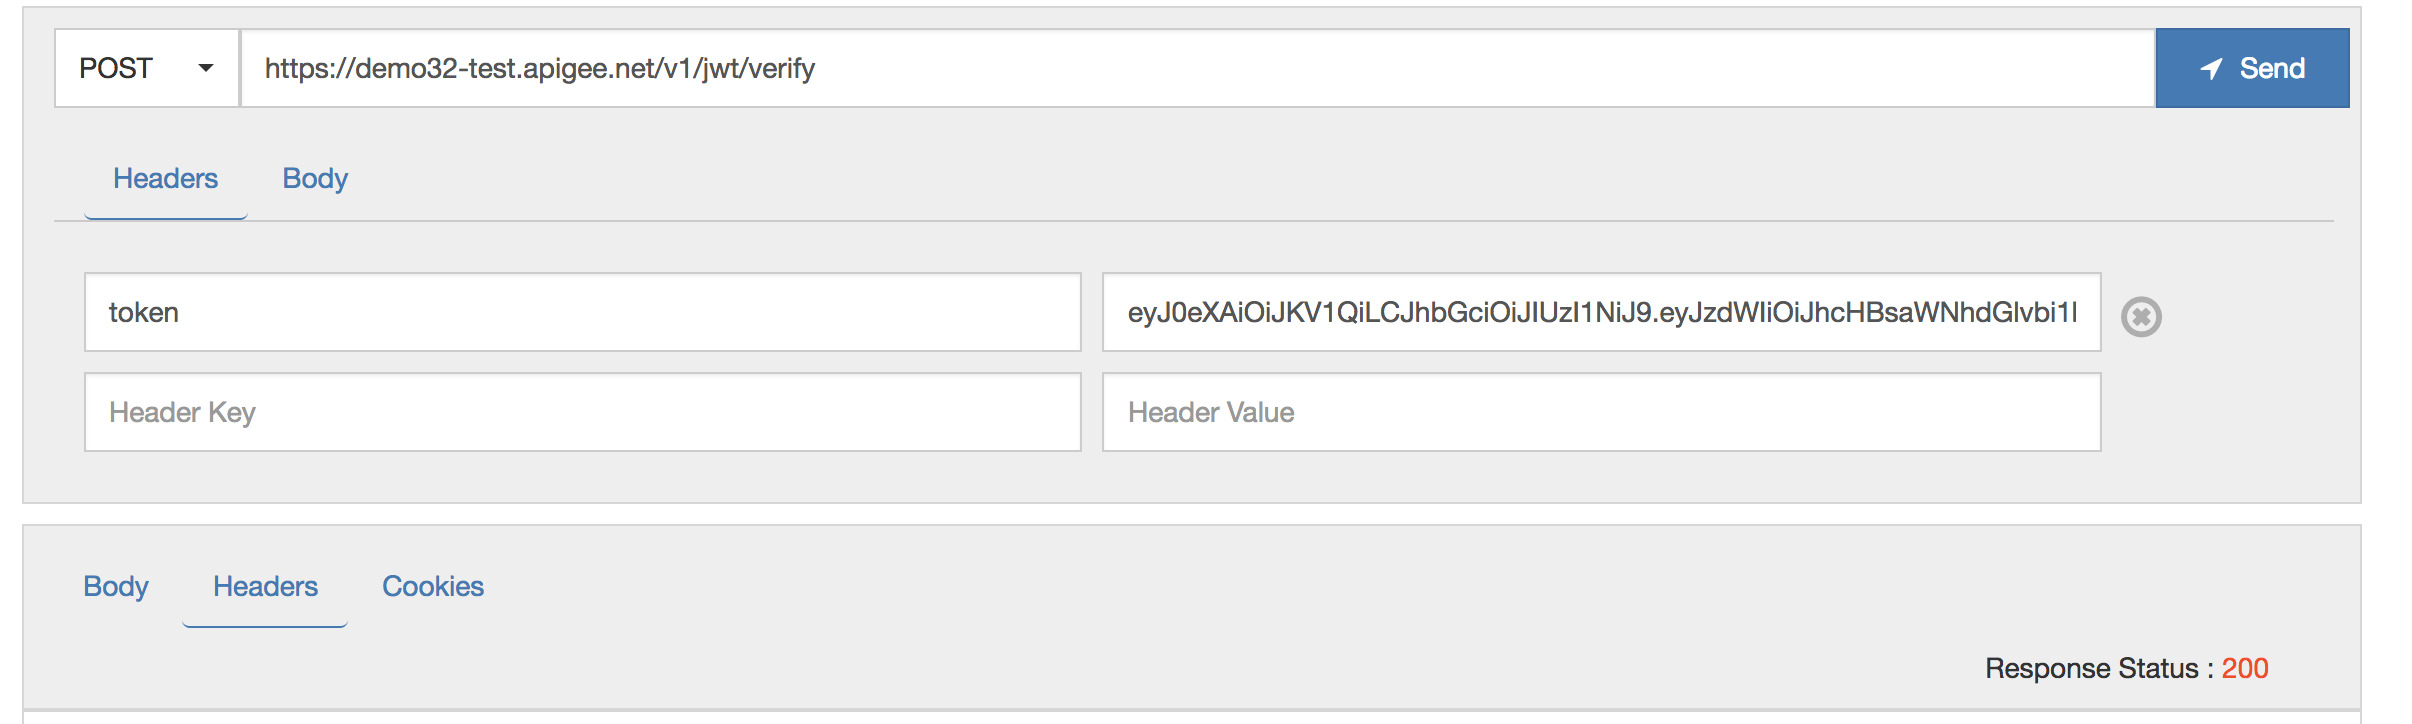 POST https://demo32-test.apigee.net/v1/jwt/verify Send
Headers Body
token eyJ0eXAiOiJKV1QiLCJhbGciOiJIUzI1NiJ9.eyJzdWIiOiJhcHBsaWNhdGlvbi1l
Header Key Header Value
Body Headers Cookies
Response Status : 200